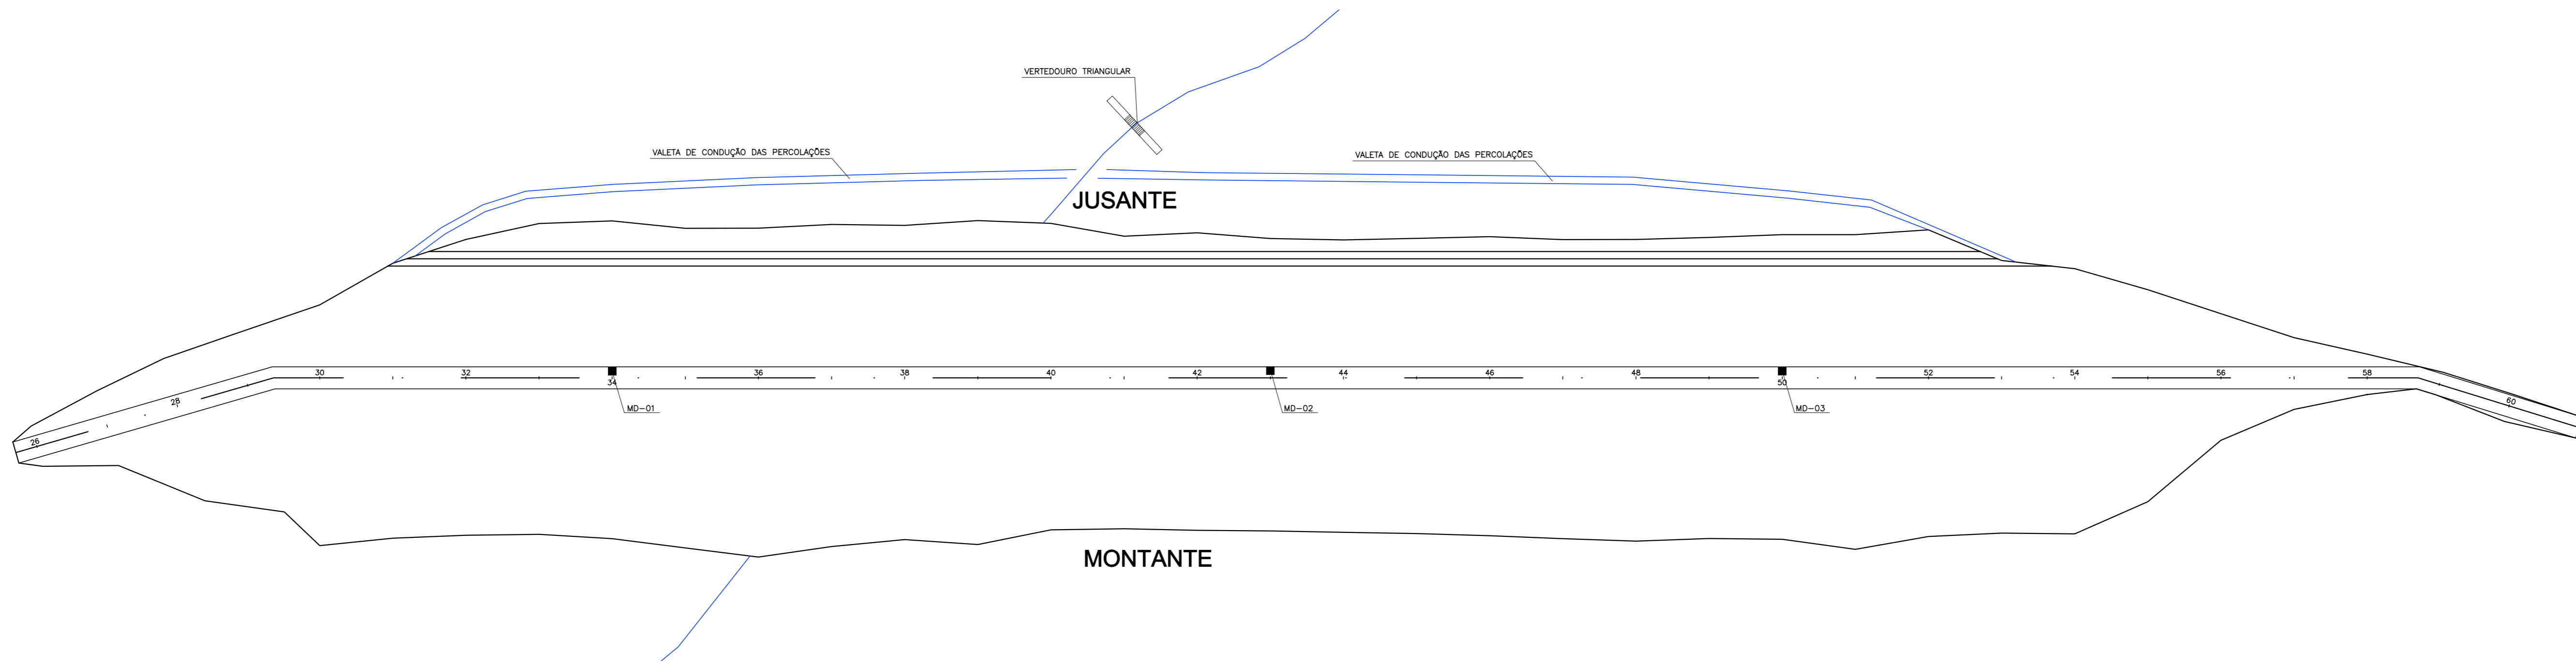 VERTEDOURO TRIANGULAR
VALETA DE CONDUÇÃO DAS PERCOLAÇÕES
VALETA DE CONDUÇÃO DAS PERCOLAÇÕES
JUSANTE
26
28
30
32
34
36
38
40
42
44
46
48
50
52
54
56
58
60
MD-01
MD-02
MD-03
MONTANTE